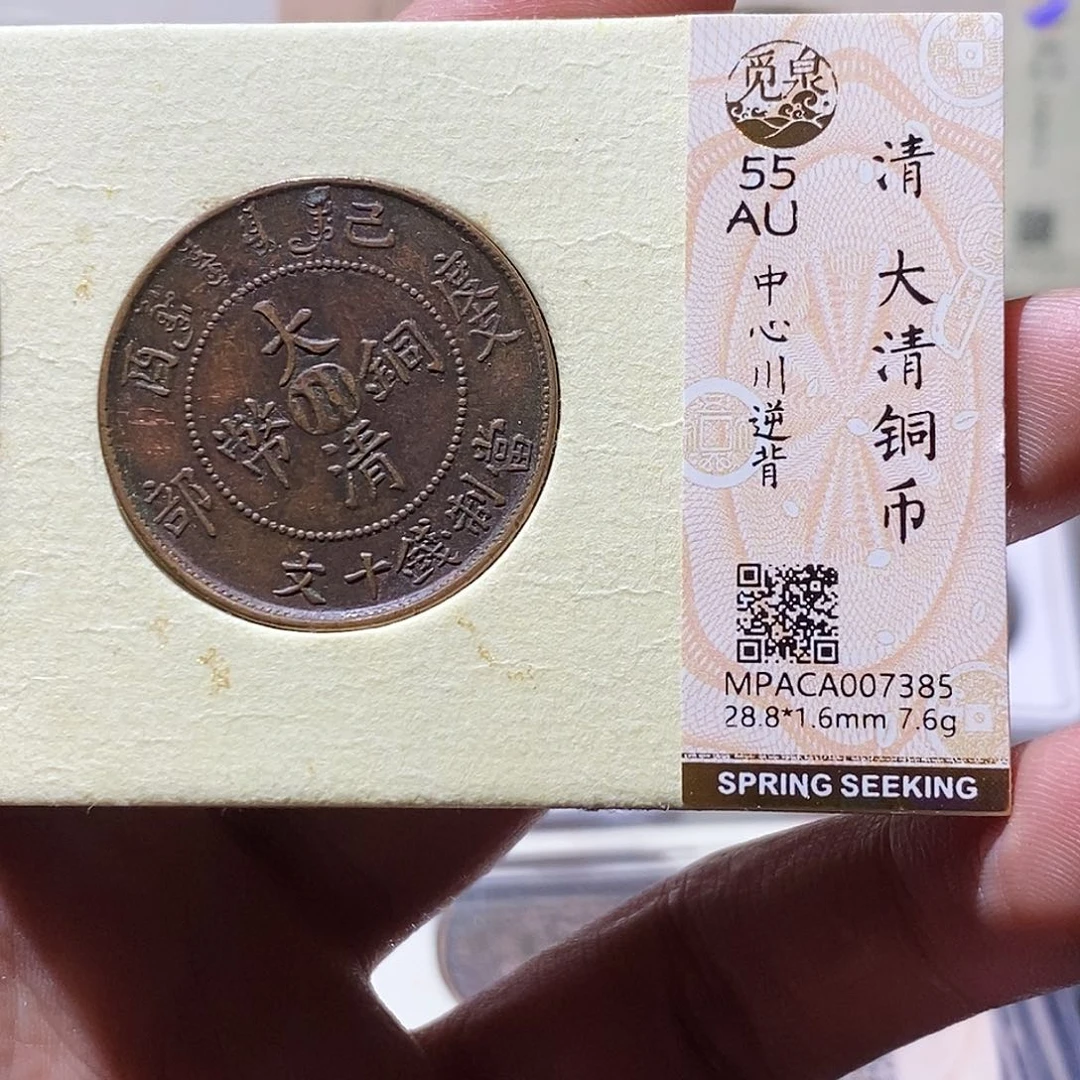 己酉
度支部
大清銅幣
川
當制錢十文
觅泉
55
AU
中心川逆背
清 大清铜币
MPACA007385
28.8*1.6mm 7.6g
SPRING SEEKING